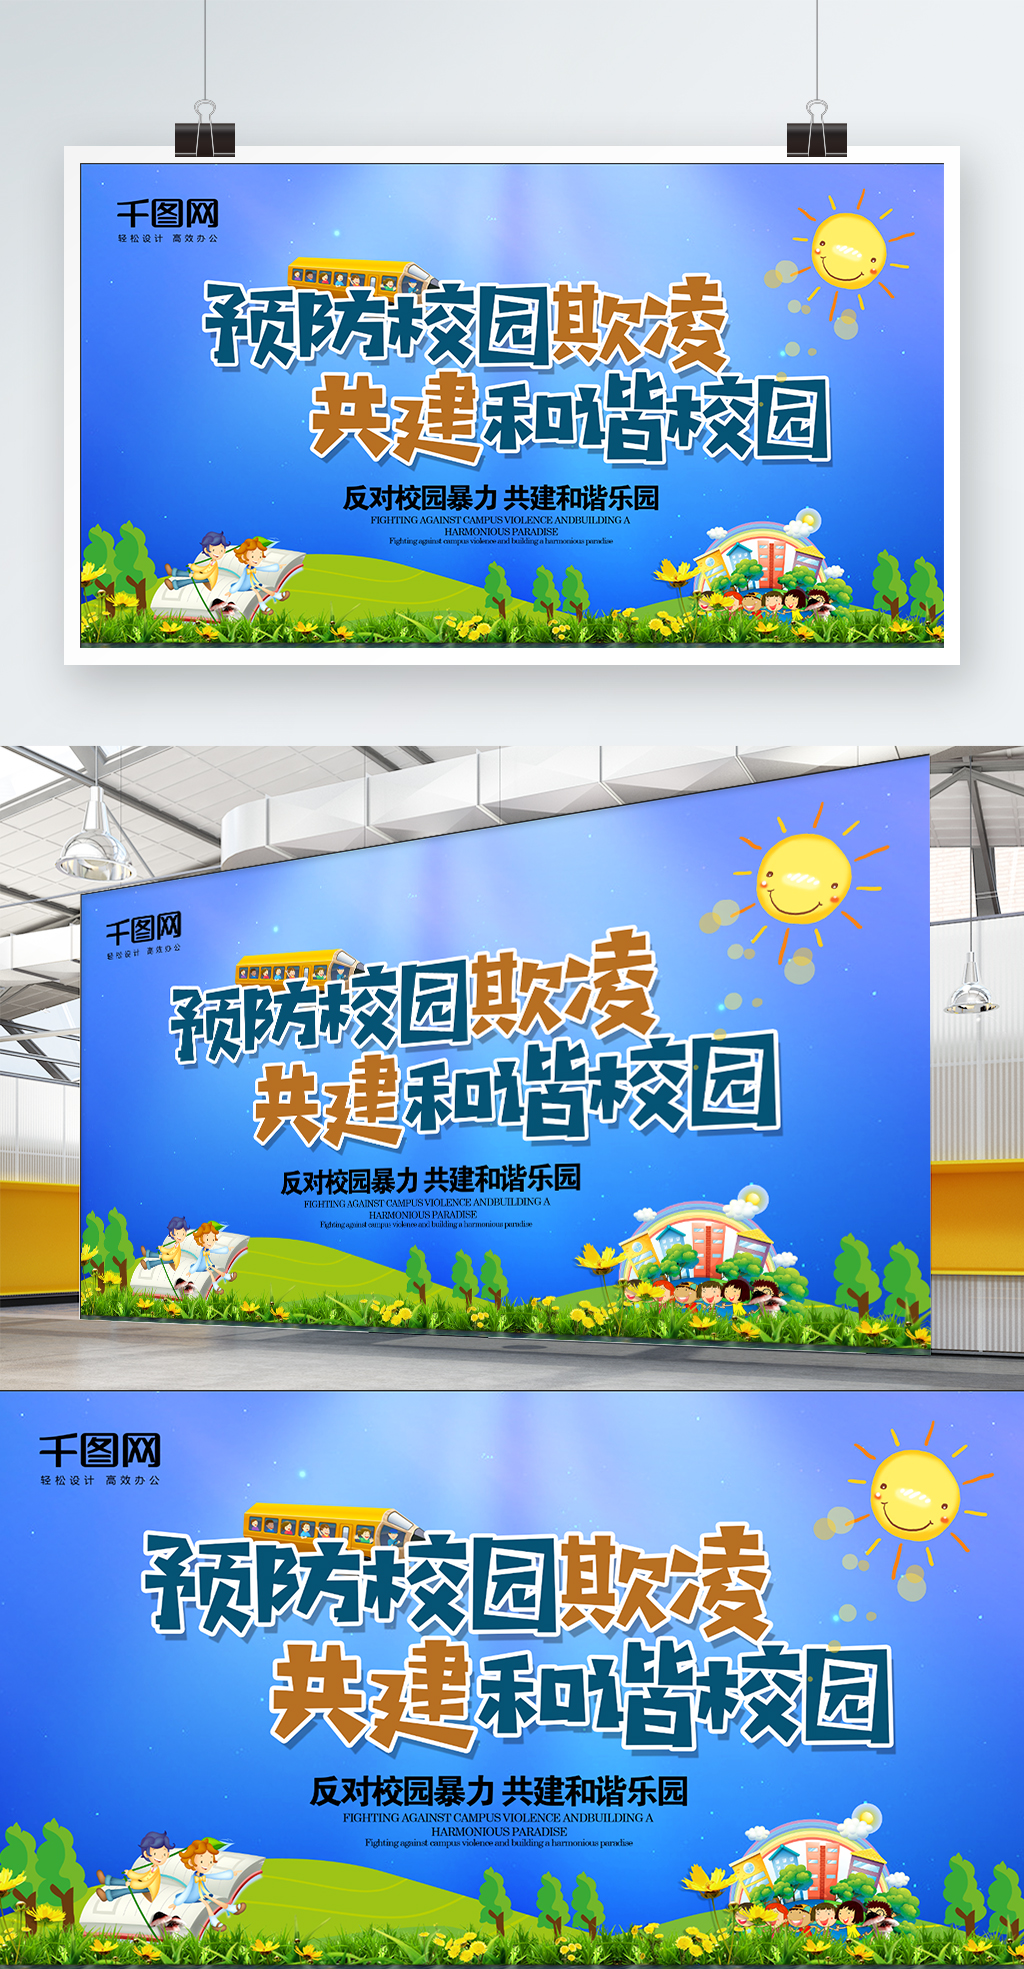 千图网
轻松设计 高效办公
预防校园欺凌
共建和谐校园
反对校园暴力 共建和谐乐园
FIGHTING AGAINST CAMPUS VIOLENCE ANDBUILDING A
HARMONIOUS PARADISE
Fighting against campus violence and building a harmonious paradise
千图网
轻松设计 高效办公
预防校园欺凌
共建和谐校园
反对校园暴力 共建和谐乐园
FIGHTING AGAINST CAMPUS VIOLENCE ANDBUILDING A
HARMONIOUS PARADISE
Fighting against campus violence and building a harmonious paradise
千图网
轻松设计 高效办公
预防校园欺凌
共建和谐校园
反对校园暴力 共建和谐乐园
FIGHTING AGAINST CAMPUS VIOLENCE ANDBUILDING A
HARMONIOUS PARADISE
Fighting against campus violence and building a harmonious paradise